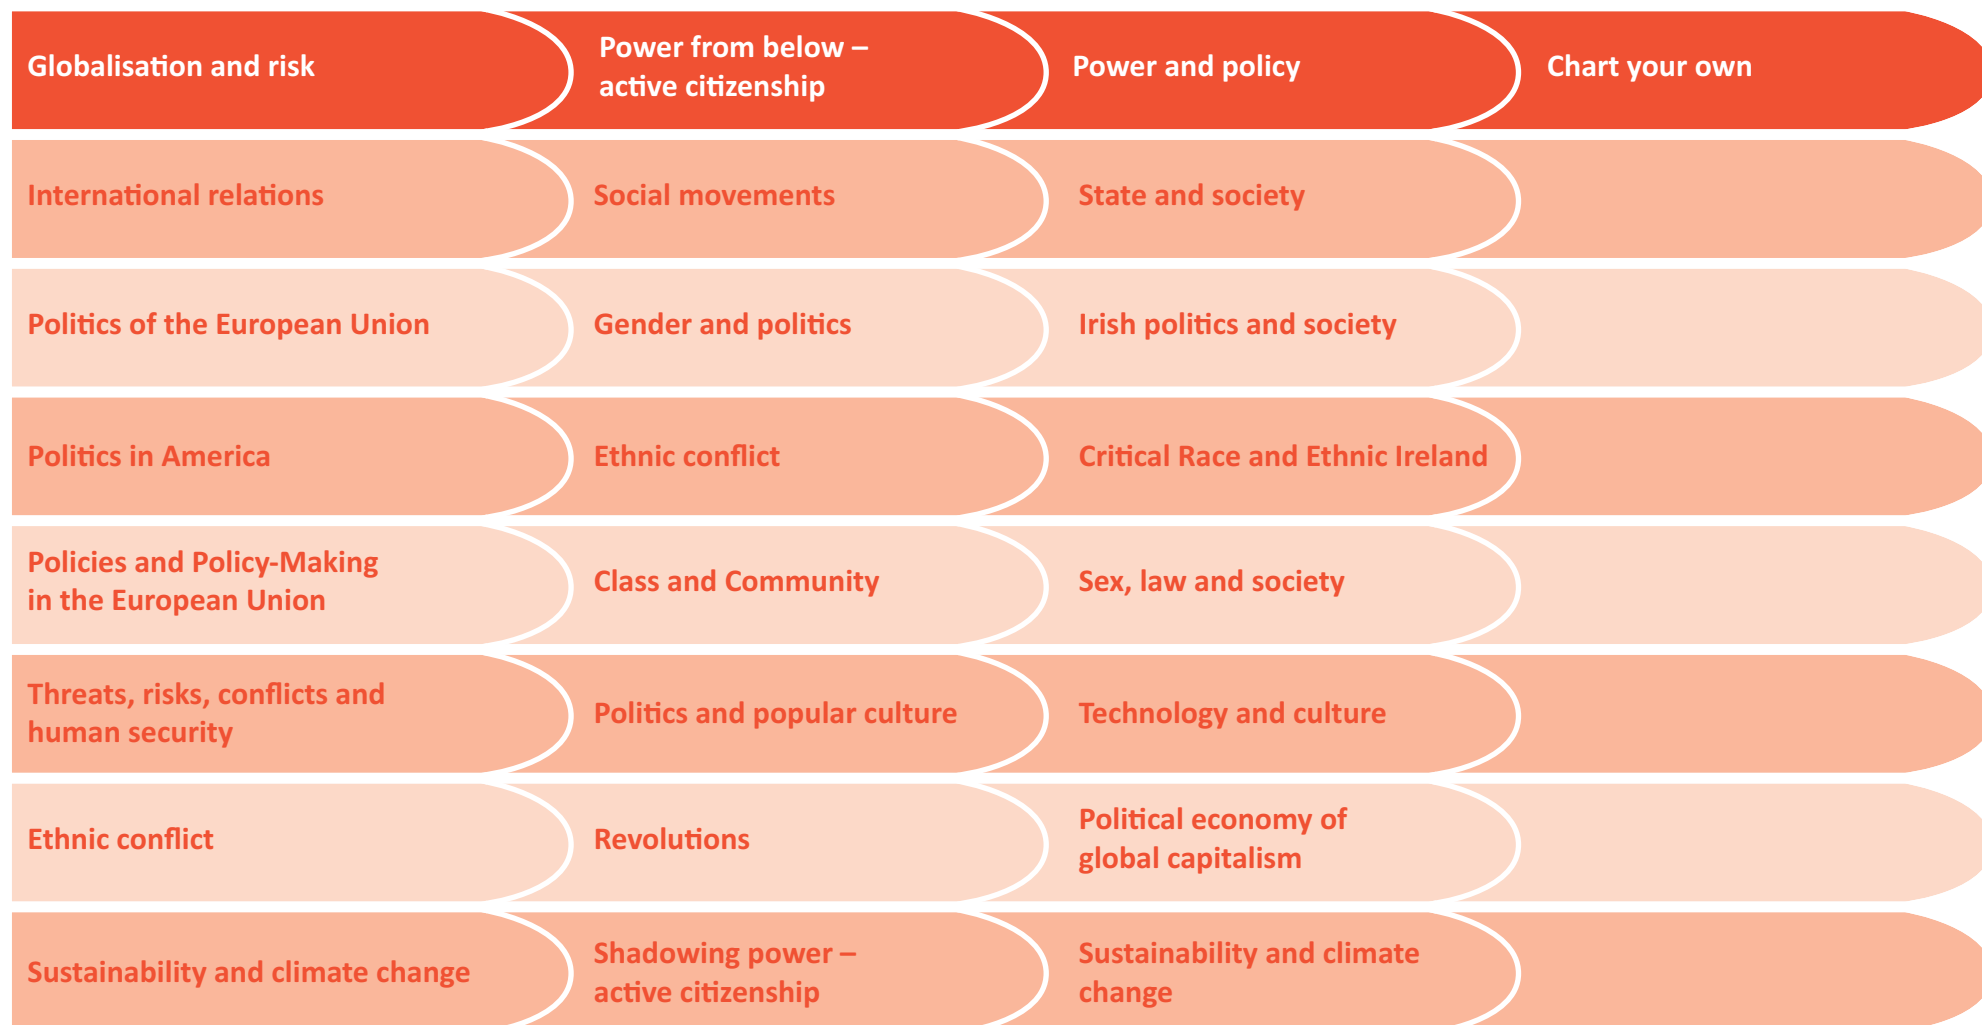 Globalisation and risk
Power from below –
active citizenship
Power and policy
Chart your own
International relations
Social movements
State and society
Politics of the European Union
Gender and politics
Irish politics and society
Politics in America
Ethnic conflict
Critical Race and Ethnic Ireland
Policies and Policy-Making
in the European Union
Class and Community
Sex, law and society
Threats, risks, conflicts and
human security
Politics and popular culture
Technology and culture
Ethnic conflict
Revolutions
Political economy of
global capitalism
Sustainability and climate change
Shadowing power –
active citizenship
Sustainability and climate
change